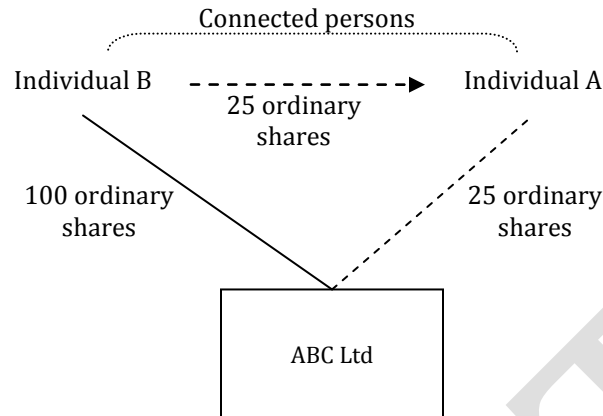 Connected persons
Individual B
Individual A
25 ordinary
shares
100 ordinary
shares
25 ordinary
shares
ABC Ltd